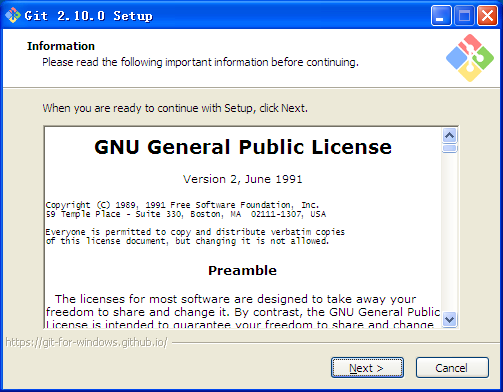 Git 2.10.0 Setup
Information
Please read the following important information before continuing.
When you are ready to continue with Setup, click Next.
GNU General Public License
Version 2, June 1991
Copyright (C) 1989, 1991 Free Software Foundation, Inc.
59 Temple Place - Suite 330, Boston, MA  02111-1307, USA
Everyone is permitted to copy and distribute verbatim copies
of this license document, but changing it is not allowed.
Preamble
The licenses for most software are designed to take away your
freedom to share and change it. By contrast, the GNU General Public
License is intended to guarantee your freedom to share and change
https://git-for-windows.github.io/
Next >
Cancel